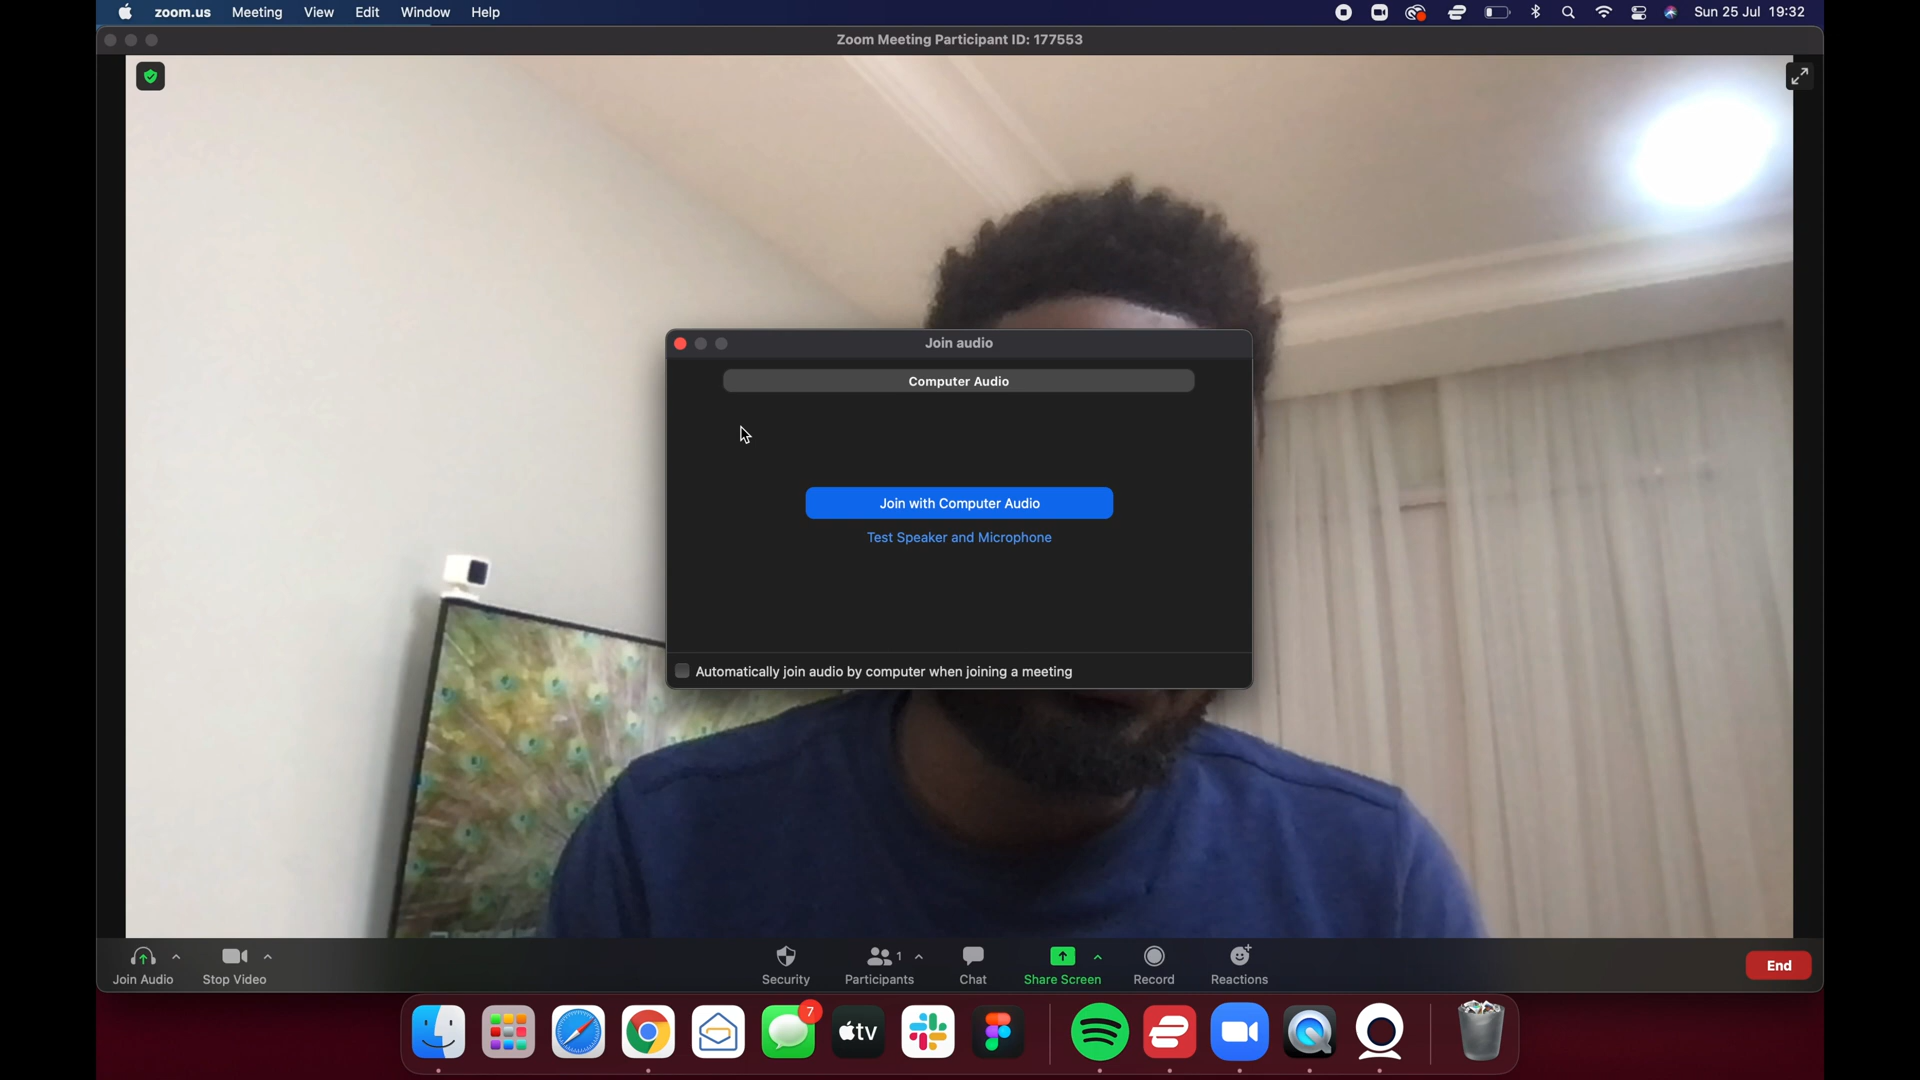 zoom.us Meeting View Edit Window Help Sun 25 Jul 19:32
Zoom Meeting Participant ID: 177553
Join audio
Computer Audio
Join with Computer Audio
Test Speaker and Microphone
Automatically join audio by computer when joining a meeting
Join Audio Stop Video Security Participants 1 Chat Share Screen Record Reactions End
7
tv